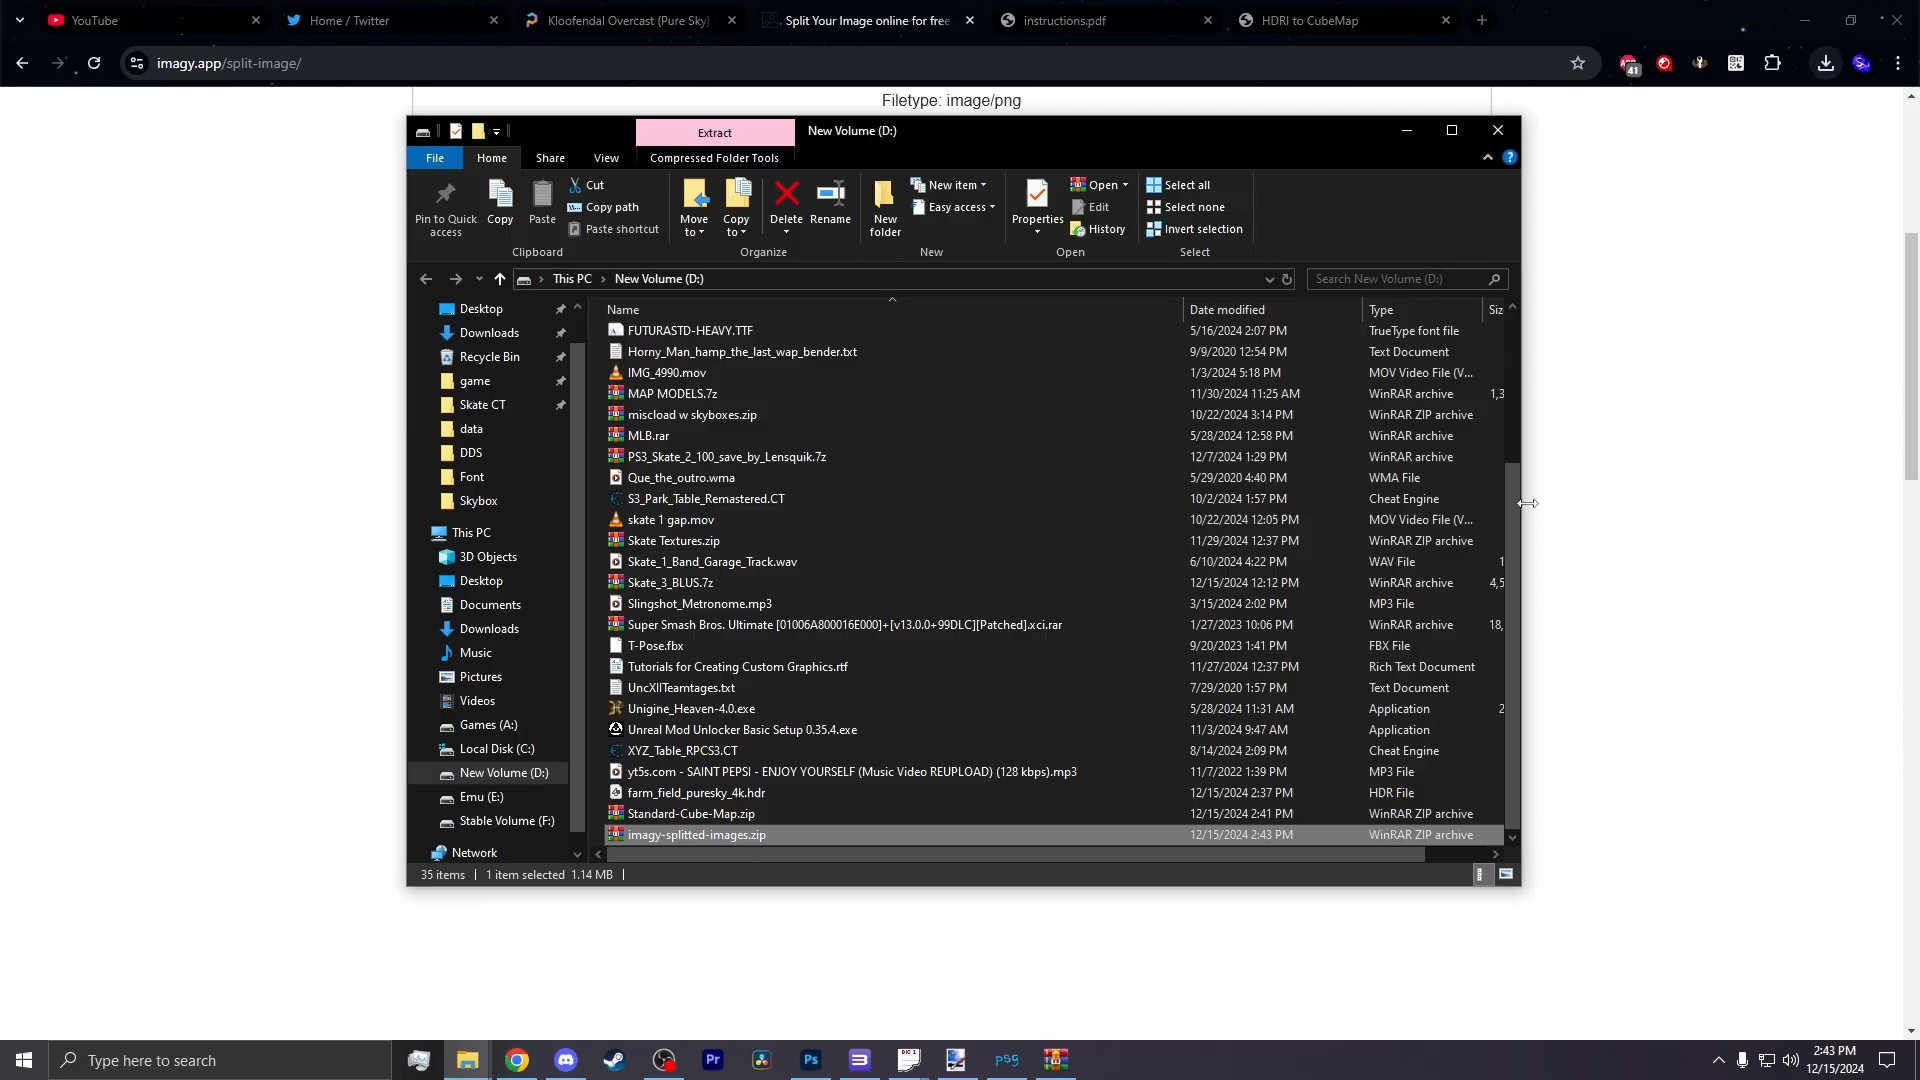 YouTube
Home / Twitter
Kloofendal Overcast (Pure Sky)
Split Your Image online for free
instructions.pdf
HDRI to CubeMap
imagy.app/split-image/
41
Filetype: image/png
Extract
New Volume (D:)
File
Home
Share
View
Compressed Folder Tools
Pin to Quick access
Copy
Paste
Cut
Copy path
Paste shortcut
Move to
Copy to
Delete
Rename
New folder
New item
Easy access
Properties
Open
Edit
History
Select all
Select none
Invert selection
Clipboard
Organize
New
Open
Select
This PC
New Volume (D:)
Search New Volume (D:)
Desktop
Downloads
Recycle Bin
game
Skate CT
data
DDS
Font
Skybox
This PC
3D Objects
Desktop
Documents
Downloads
Music
Pictures
Videos
Games (A:)
Local Disk (C:)
New Volume (D:)
Emu (E:)
Stable Volume (F:)
Network
Name Date modified Type Siz
FUTURASTD-HEAVY.TTF 5/16/2024 2:07 PM TrueType font file
Horny_Man_hamp_the_last_wap_bender.txt 9/9/2020 12:54 PM Text Document
IMG_4990.mov 1/3/2024 5:18 PM MOV Video File (V...
MAP MODELS.7z 11/30/2024 11:25 AM WinRAR archive 1,3
miscload w skyboxes.zip 10/22/2024 3:14 PM WinRAR ZIP archive
MLB.rar 5/28/2024 12:58 PM WinRAR archive
PS3_Skate_2_100_save_by_Lensquik.7z 12/7/2024 1:29 PM WinRAR archive
Que_the_outro.wma 5/29/2020 4:40 PM WMA File
S3_Park_Table_Remastered.CT 10/2/2024 1:57 PM Cheat Engine
skate 1 gap.mov 10/22/2024 12:05 PM MOV Video File (V...
Skate Textures.zip 11/29/2024 12:37 PM WinRAR ZIP archive
Skate_1_Band_Garage_Track.wav 6/10/2024 4:22 PM WAV File 1
Skate_3_BLUS.7z 12/15/2024 12:12 PM WinRAR archive 4,5
Slingshot_Metronome.mp3 3/15/2024 2:02 PM MP3 File
Super Smash Bros. Ultimate [01006A800016E000]+[v13.0.0+99DLC][Patched].xci.rar 1/27/2023 10:06 PM WinRAR archive 18,
T-Pose.fbx 9/20/2023 1:41 PM FBX File
Tutorials for Creating Custom Graphics.rtf 11/27/2024 12:37 PM Rich Text Document
UncXIITeamtages.txt 7/29/2020 1:57 PM Text Document
Unigine_Heaven-4.0.exe 5/28/2024 11:31 AM Application 2
Unreal Mod Unlocker Basic Setup 0.35.4.exe 11/3/2024 9:47 AM Application
XYZ_Table_RPCS3.CT 8/14/2024 2:09 PM Cheat Engine
yt5s.com - SAINT PEPSI - ENJOY YOURSELF (Music Video REUPLOAD) (128 kbps).mp3 11/7/2022 1:39 PM MP3 File
farm_field_puresky_4k.hdr 12/15/2024 2:37 PM HDR File
Standard-Cube-Map.zip 12/15/2024 2:41 PM WinRAR ZIP archive
imagy-splitted-images.zip 12/15/2024 2:43 PM WinRAR ZIP archive
35 items 1 item selected 1.14 MB
Type here to search
Pr
Ps
psg
2:43 PM
12/15/2024